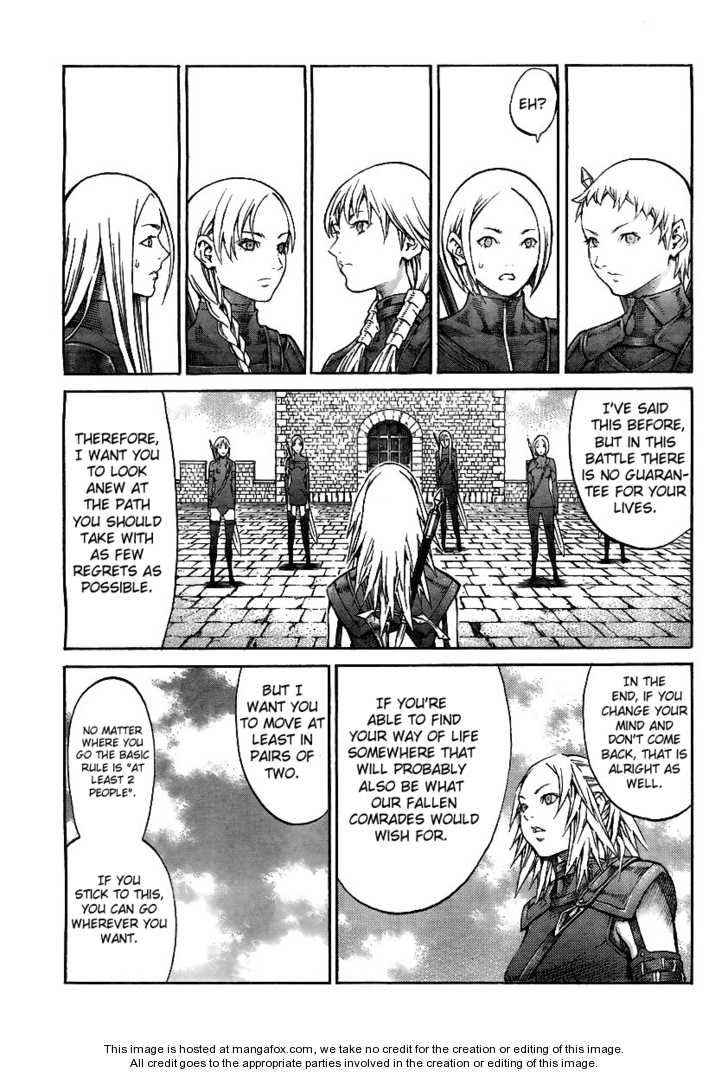 EH?
I'VE SAID
THIS BEFORE,
BUT IN THIS
BATTLE THERE
IS NO GUARAN-
TEE FOR YOUR
LIVES.
THEREFORE,
I WANT YOU
TO LOOK
ANEW AT
THE PATH
YOU SHOULD
TAKE WITH
AS FEW
REGRETS AS
POSSIBLE.
IN THE
END, IF YOU
CHANGE YOUR
MIND AND
DON'T COME
BACK, THAT IS
ALRIGHT AS
WELL.
IF YOU'RE
ABLE TO FIND
YOUR WAY OF LIFE
SOMEWHERE THAT
WILL PROBABLY
ALSO BE WHAT
OUR FALLEN
COMRADES WOULD
WISH FOR.
BUT I
WANT YOU
TO MOVE AT
LEAST IN
PAIRS OF
TWO.
NO MATTER
WHERE YOU
GO THE BASIC
RULE IS "AT
LEAST 2
PEOPLE".
IF YOU
STICK TO THIS,
YOU CAN GO
WHEREVER YOU
WANT.
This image is hosted at mangafox.com, we take no credit for the creation or editing of this image.
All credit goes to the appropriate parties involved in the creation or editing of this image.